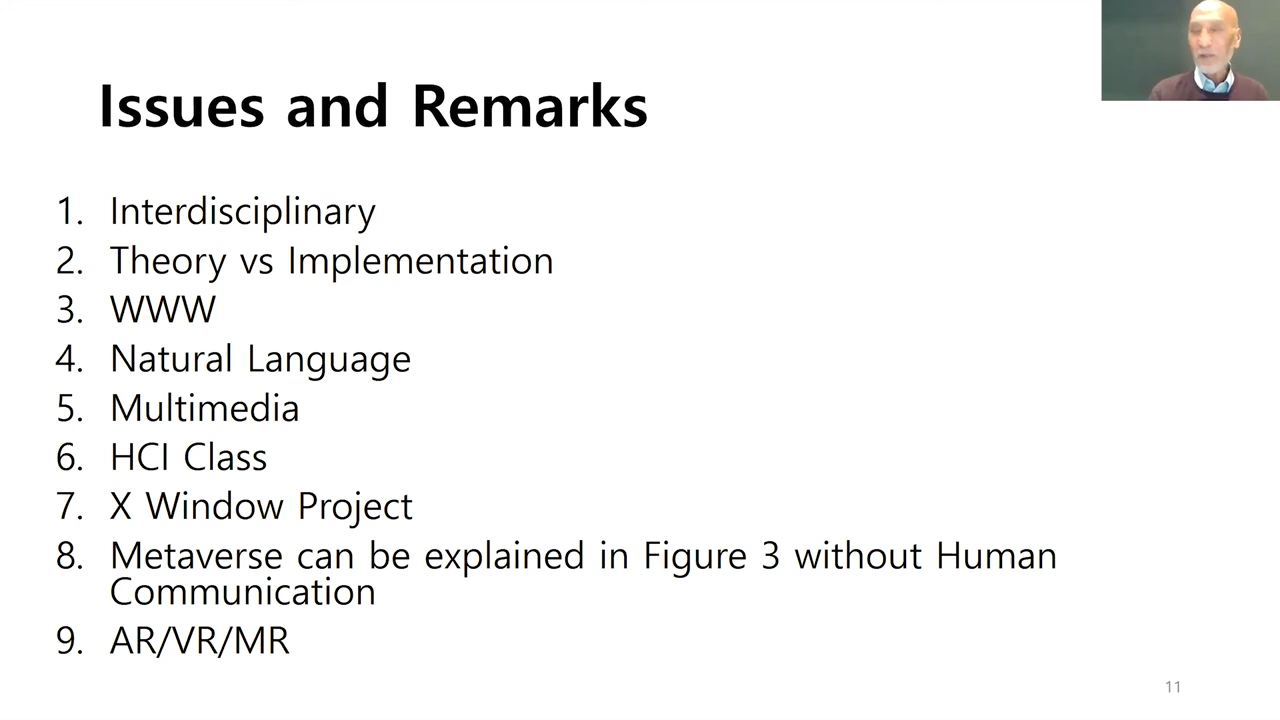 Issues and Remarks
1. Interdisciplinary
2. Theory vs Implementation
3. WWW
4. Natural Language
5. Multimedia
6. HCI Class
7. X Window Project
8. Metaverse can be explained in Figure 3 without Human
Communication
9. AR/VR/MR
11